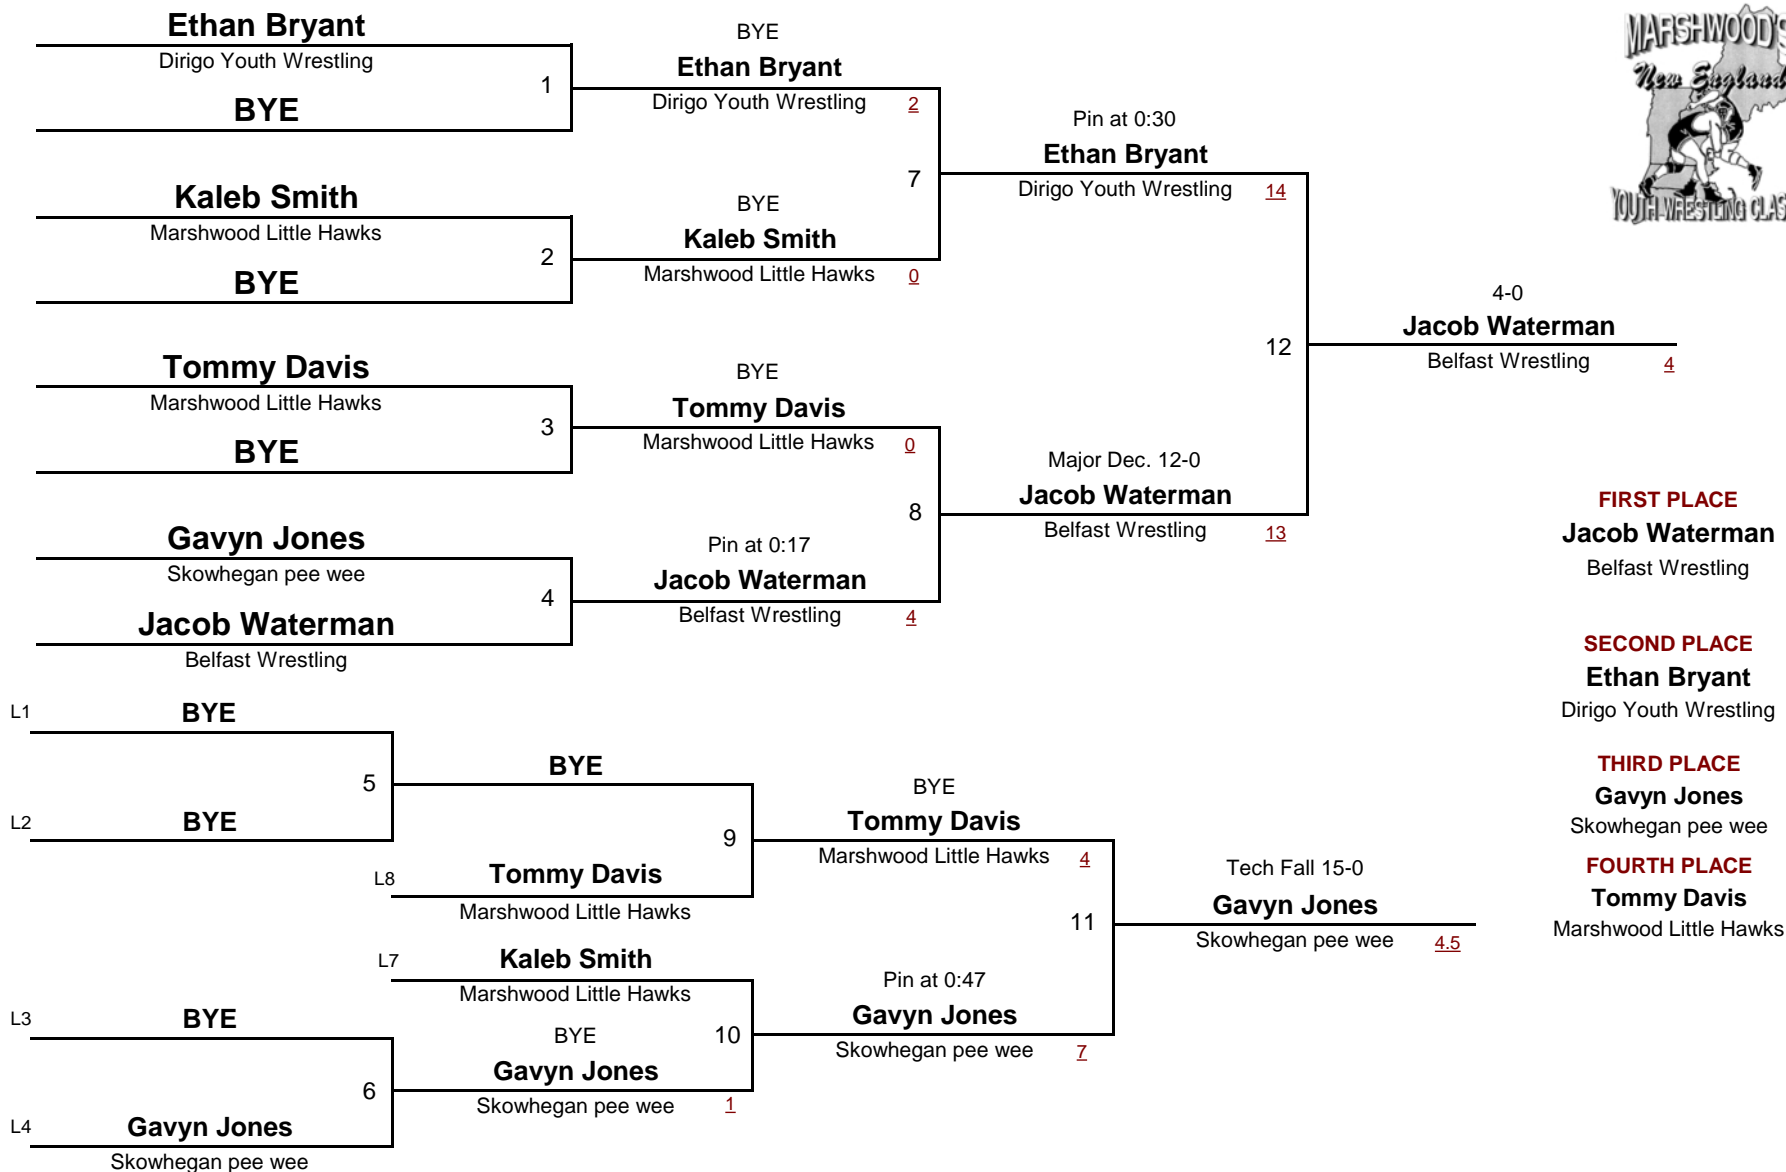 Ethan Bryant
Dirigo Youth Wrestling
1
BYE
Kaleb Smith
Marshwood Little Hawks
2
BYE
Tommy Davis
Marshwood Little Hawks
3
BYE
Gavyn Jones
Skowhegan pee wee
4
Jacob Waterman
Belfast Wrestling
BYE
Ethan Bryant
Dirigo Youth Wrestling 2
7
BYE
Kaleb Smith
Marshwood Little Hawks 0
BYE
Tommy Davis
Marshwood Little Hawks 0
8
Pin at 0:17
Jacob Waterman
Belfast Wrestling 4
Pin at 0:30
Ethan Bryant
Dirigo Youth Wrestling 14
12
Major Dec. 12-0
Jacob Waterman
Belfast Wrestling 13
4-0
Jacob Waterman
Belfast Wrestling 4
MARSHWOOD'S
New England
YOUTH WRESTLING CLAS
FIRST PLACE
Jacob Waterman
Belfast Wrestling
SECOND PLACE
Ethan Bryant
Dirigo Youth Wrestling
THIRD PLACE
Gavyn Jones
Skowhegan pee wee
FOURTH PLACE
Tommy Davis
Marshwood Little Hawks
L1 BYE
5
L2 BYE
BYE
9
L8 Tommy Davis
Marshwood Little Hawks
L7 Kaleb Smith
Marshwood Little Hawks
10
L3 BYE
6
L4 Gavyn Jones
Skowhegan pee wee
BYE
Gavyn Jones
Skowhegan pee wee 1
BYE
Tommy Davis
Marshwood Little Hawks 4
11
Pin at 0:47
Gavyn Jones
Skowhegan pee wee 7
Tech Fall 15-0
Gavyn Jones
Skowhegan pee wee 4.5